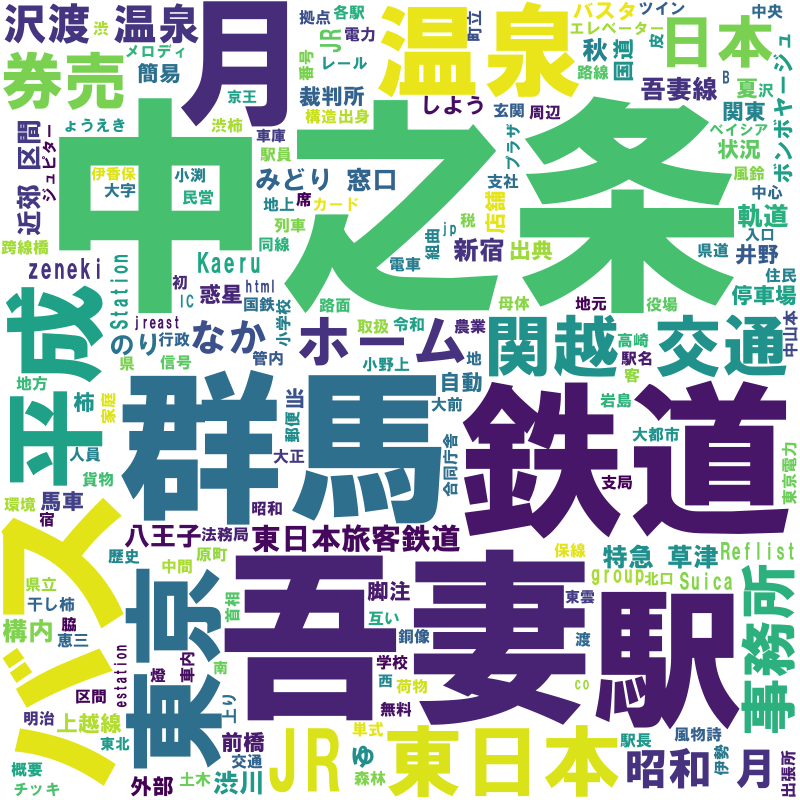 沢渡 温泉
月
温泉
日本
券売
中之条
群馬
鉄道
吾妻
駅
平成
バス
東京
JR 東日本
関越 交通
ホーム
なか
のり
事務所
昭和 月
東日本旅客鉄道
特急 草津
みどり 窓口
近郊 区間
ジュピター
簡易
メロディ
渋
京王
渋柿
拠点
各駅
JR
電力
番号
レール
裁判所
構造出身
しよう
町立
バスタ
ツイン
エレベーター
秋
路線
国道
皮
中央
B
夏
沢
吾妻線
関東
ベイシア
状況
風鈴
ボンボヤージュ
玄関
周辺
プラザ
支社
店舗
中心
軌道
県道
入口
井野
停車場
住民
中山本
ょうえき
車庫
駅員
伊香保
小渕
大字
民営
跨線橋
地上
席
カード
列車
同線
電車
組曲
jp
税
新宿
出典
zeneki
Station
Kaeru
初
惑星
IC
国鉄
html
jreast
行政
小学校
県
信号
管内
路面
取扱
令和
農業
母体
地元
役場
小野上
地
高崎
駅名
客
自動
大前
岩島
大都市
支局
東京電力
合同庁舎
地方
柿
家庭
人員
貨物
環境
馬車
宿
当
郵便
大正
昭和
八王子
法務局
歴史
原町
中間
県立
干し柿
構内
脇
恵三
首相
脚注
互い
銅像
保線
東雲
group
北口
Suica
Reflist
渡
区間
estation
燈
車内
南
上り
学校
西
荷物
無料
co
明治
上越線
東北
前橋
交通
ゆ
単式
森林
駅長
風物詩
伊勢
出張所
概要
チッキ
外部
土木
渋川